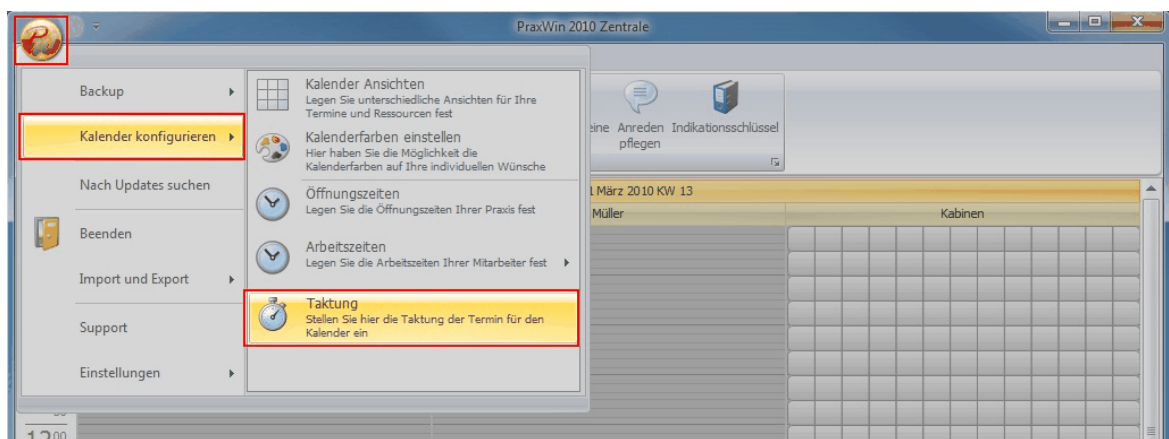 PraxWin 2010 Zentrale
Backup
Kalender konfigurieren
Nach Updates suchen
Beenden
Import und Export
Support
Einstellungen
Kalender Ansichten
Legen Sie unterschiedliche Ansichten für Ihre
Termine und Ressourcen fest
Kalenderfarben einstellen
Hier haben Sie die Möglichkeit die
Kalenderfarben auf Ihre individuellen Wünsche
Öffnungszeiten
Legen Sie die Öffnungszeiten Ihrer Praxis fest
Arbeitszeiten
Legen Sie die Arbeitszeiten Ihrer Mitarbeiter fest
Taktung
Stellen Sie hier die Taktung der Termin für den
Kalender ein
eine Anreden Indikationsschlüssel
pflegen
März 2010 KW 13
Müller Kabinen
12 00